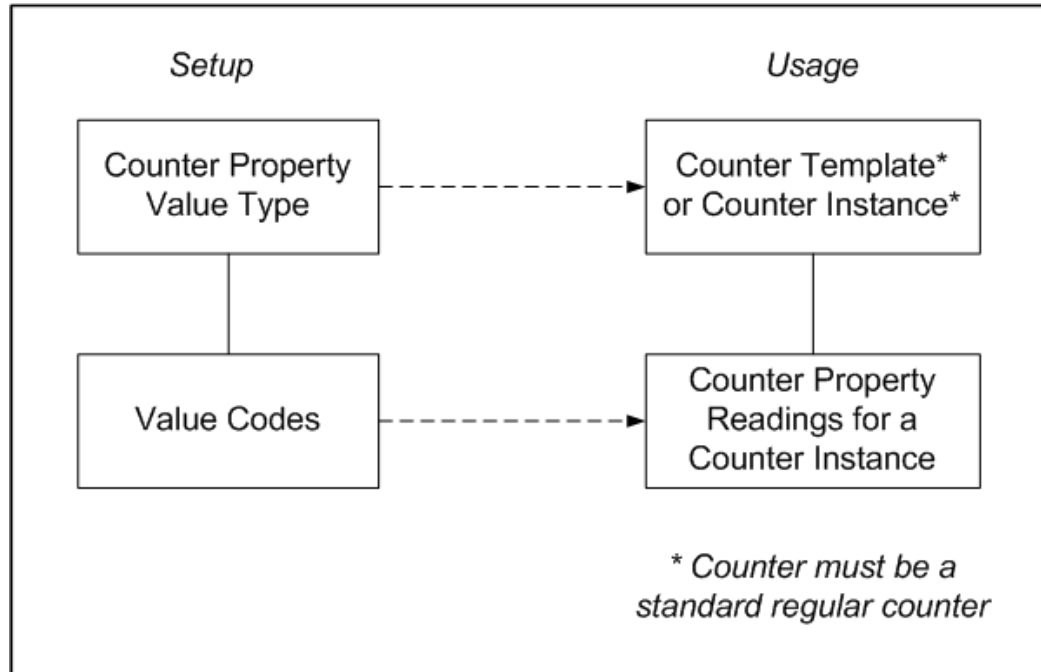 Setup
Usage
Counter Property
Value Type
Counter Template*
or Counter Instance*
Value Codes
Counter Property
Readings for a
Counter Instance
* Counter must be a
standard regular counter